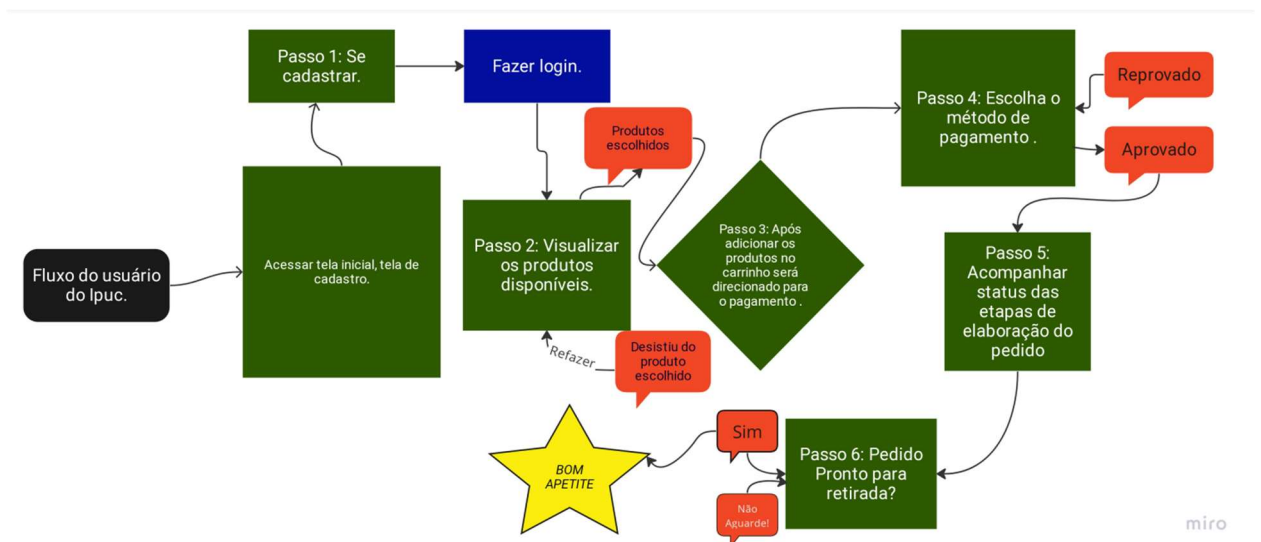 Fluxo do usuário
do Ipuc.
Acessar tela inicial, tela de
cadastro.
Passo 1: Se
cadastrar.
Fazer login.
Passo 2: Visualizar
os produtos
disponíveis.
Produtos
escolhidos
Refazer
Desistiu do
produto
escolhido
Passo 3: Após
adicionar os
produtos no
carrinho será
direcionado para
o pagamento .
Passo 4: Escolha o
método de
pagamento .
Reprovado
Aprovado
Passo 5:
Acompanhar
status das
etapas de
elaboração do
pedido
Passo 6: Pedido
Pronto para
retirada?
Sim
Não
Aguarde!
BOM
APETITE
miro